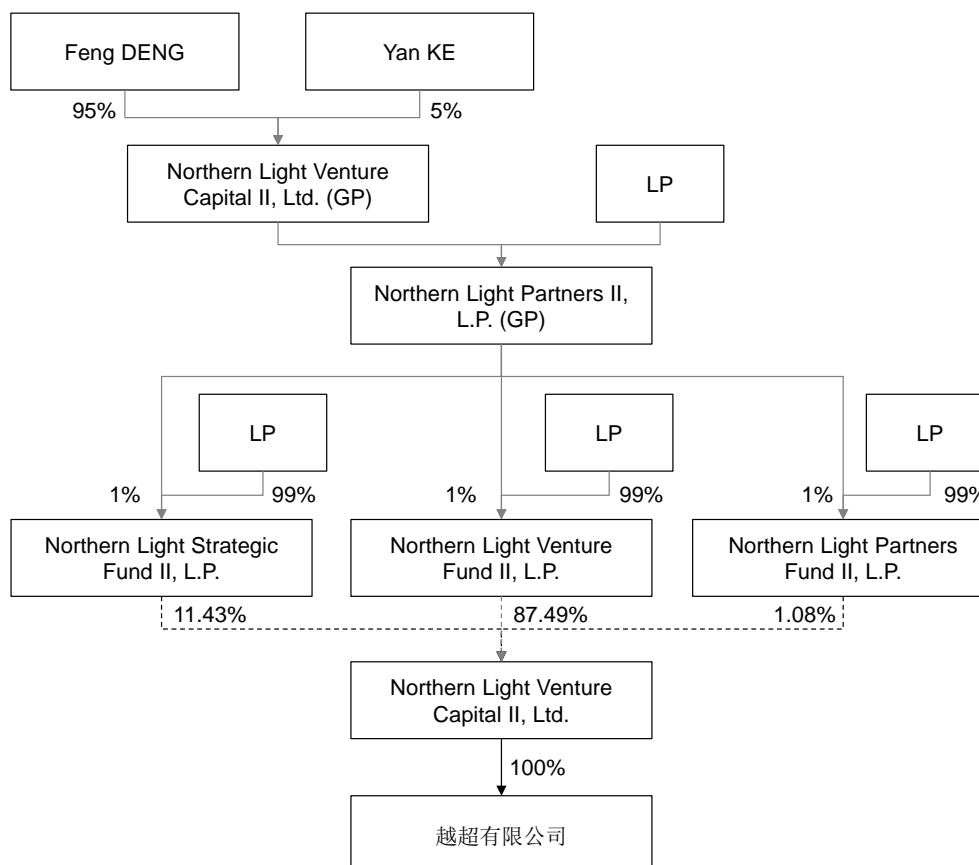 Feng DENG
Yan KE
95%
5%
Northern Light Venture
Capital II, Ltd. (GP)
LP
Northern Light Partners II,
L.P. (GP)
LP
LP
LP
1%
99%
1%
99%
1%
99%
Northern Light Strategic
Fund II, L.P.
Northern Light Venture
Fund II, L.P.
Northern Light Partners
Fund II, L.P.
11.43%
87.49%
1.08%
Northern Light Venture
Capital II, Ltd.
100%
越超有限公司